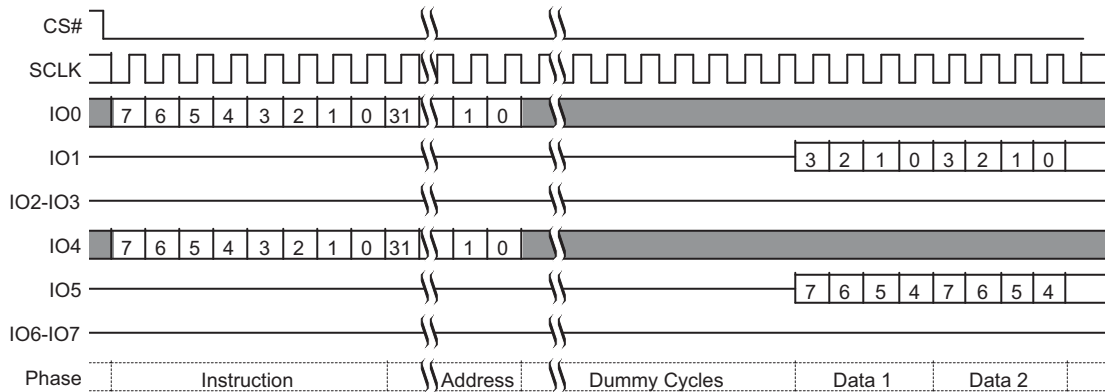 CS#
SCLK
IO0 7 6 5 4 3 2 1 0 31 1 0
IO1 3 2 1 0 3 2 1 0
IO2-IO3
IO4 7 6 5 4 3 2 1 0 31 1 0
IO5 7 6 5 4 7 6 5 4
IO6-IO7
Phase Instruction Address Dummy Cycles Data 1 Data 2